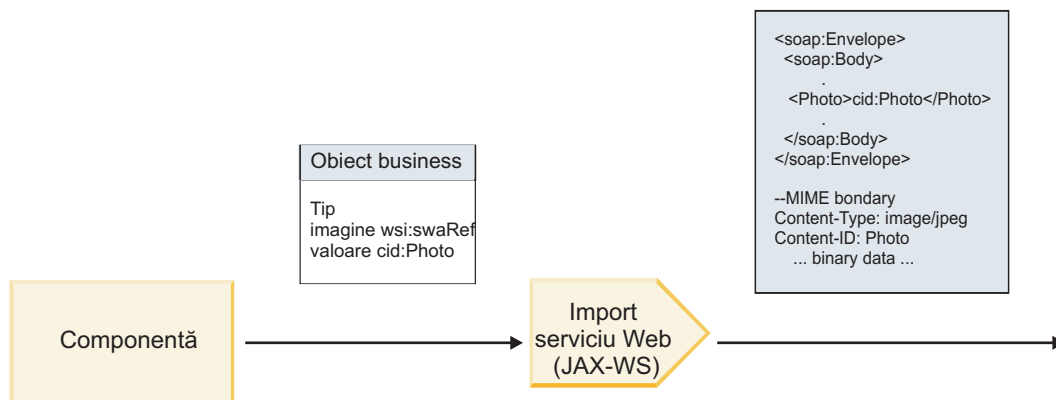 Componentă
Obiect business
Tip
imagine wsi:swaRef
valoare cid:Photo
Import
serviciu Web
(JAX-WS)
<soap:Envelope>
<soap:Body>
.
<Photo>cid:Photo</Photo>
.
</soap:Body>
</soap:Envelope>
--MIME bondary
Content-Type: image/jpeg
Content-ID: Photo
... binary data ...